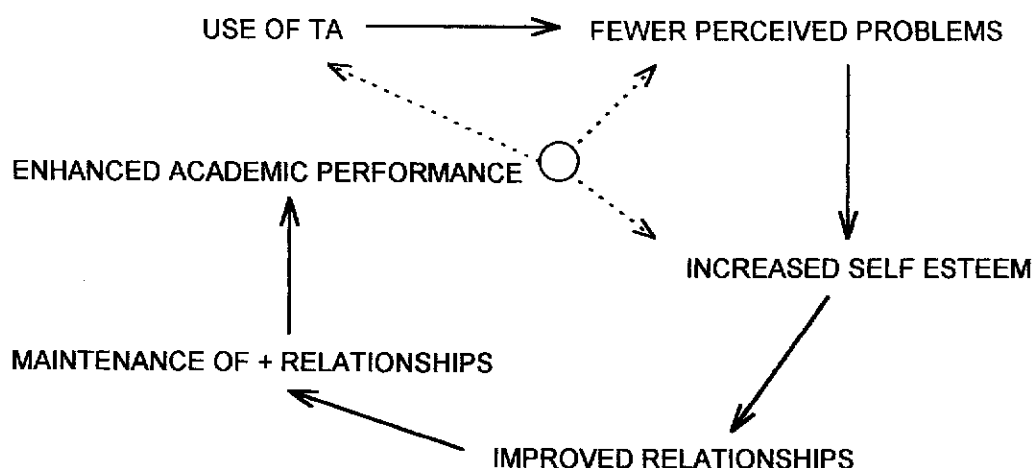 USE OF TA
FEWER PERCEIVED PROBLEMS
ENHANCED ACADEMIC PERFORMANCE
INCREASED SELF ESTEEM
MAINTENANCE OF + RELATIONSHIPS
IMPROVED RELATIONSHIPS